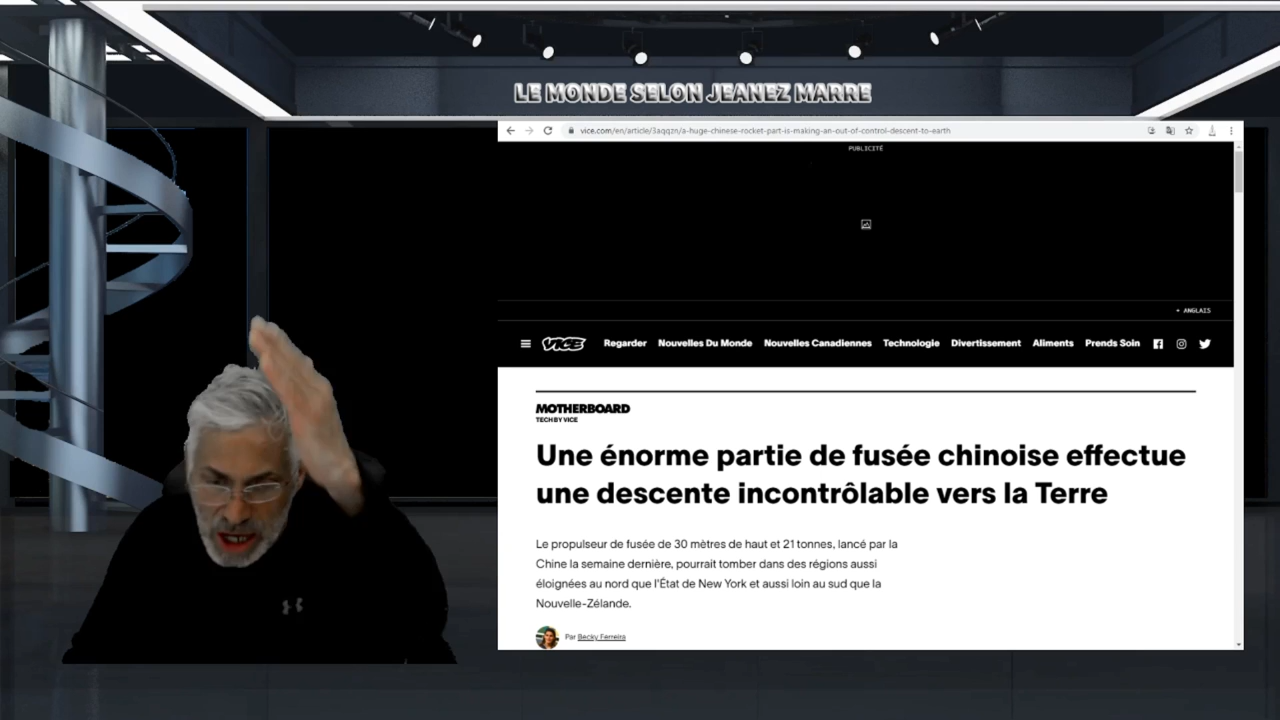 LE MONDE SELON JEANEZ MARRE
vice.com/en/article/3aqqzn/a-huge-chinese-rocket-part-is-making-an-out-of-control-descent-to-earth
PUBLICITÉ
+ ANGLAIS
VICE Regarder Nouvelles Du Monde Nouvelles Canadiennes Technologie Divertissement Aliments Prends Soin
MOTHERBOARD
TECH BY VICE
Une énorme partie de fusée chinoise effectue
une descente incontrôlable vers la Terre
Le propulseur de fusée de 30 mètres de haut et 21 tonnes, lancé par la
Chine la semaine dernière, pourrait tomber dans des régions aussi
éloignées au nord que l'État de New York et aussi loin au sud que la
Nouvelle-Zélande.
Par Becky Ferreira